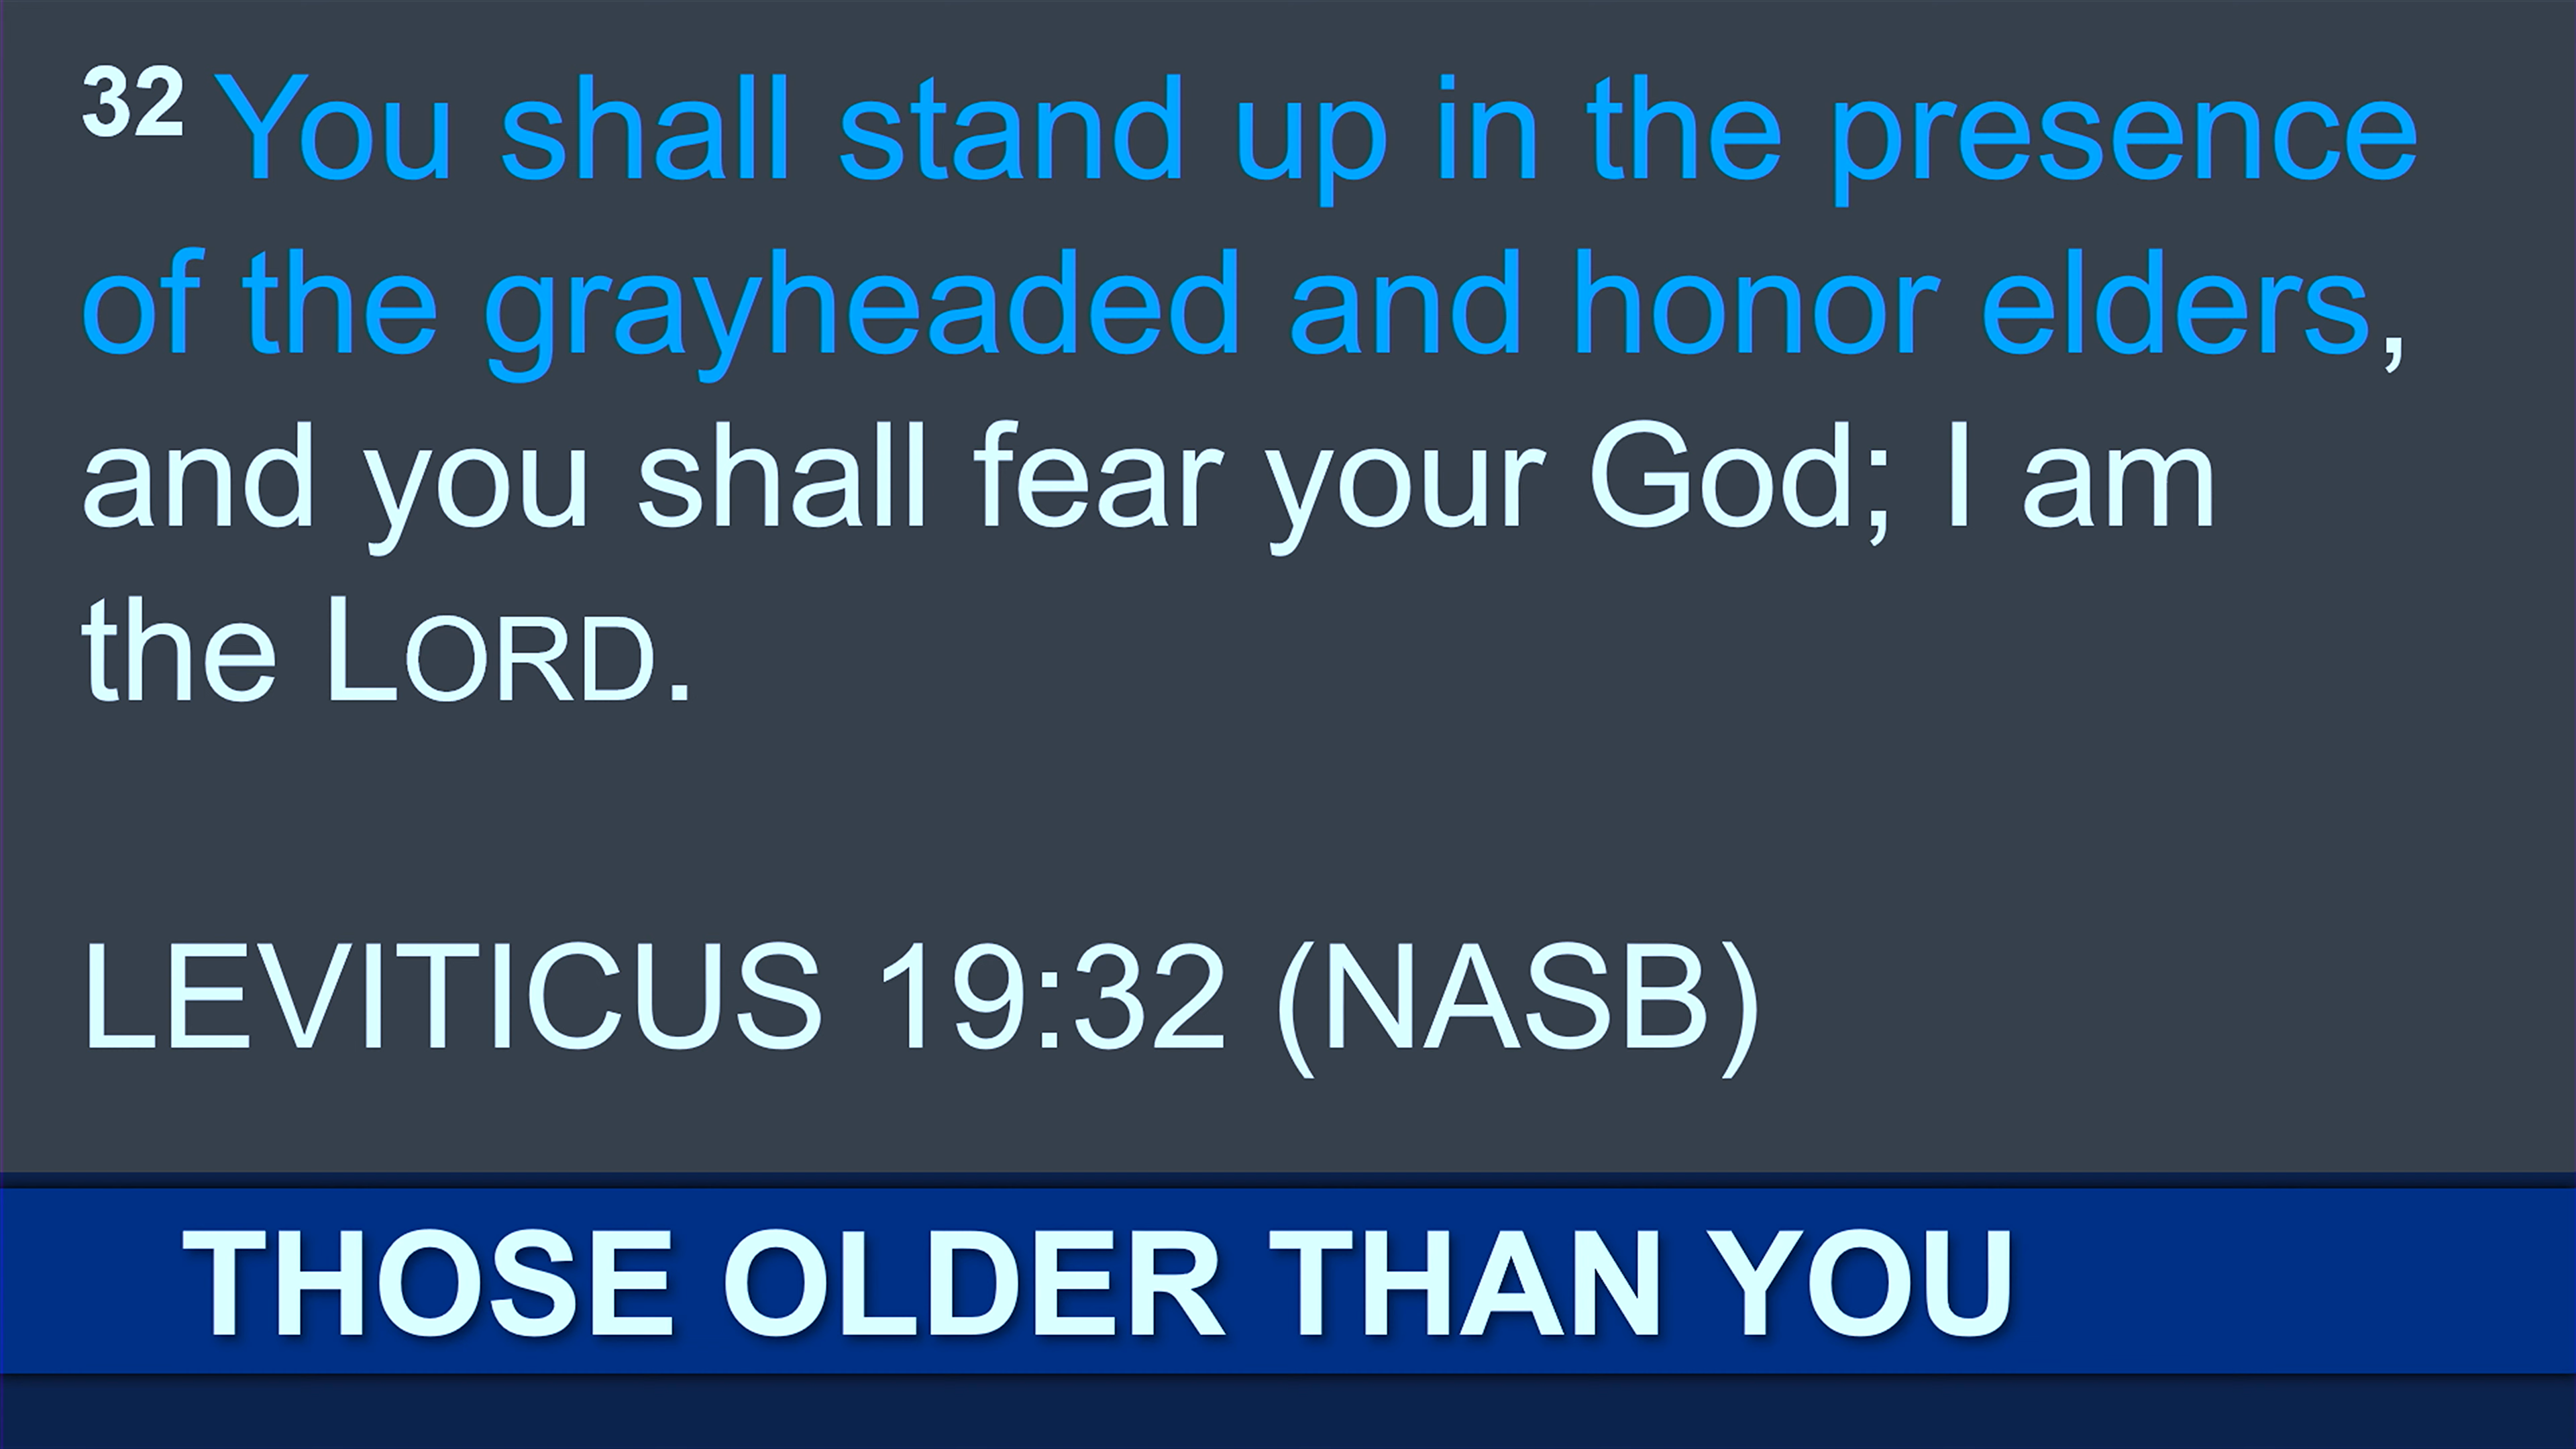 32 You shall stand up in the presence
of the grayheaded and honor elders,
and you shall fear your God; I am
the LORD.
LEVITICUS 19:32 (NASB)
THOSE OLDER THAN YOU